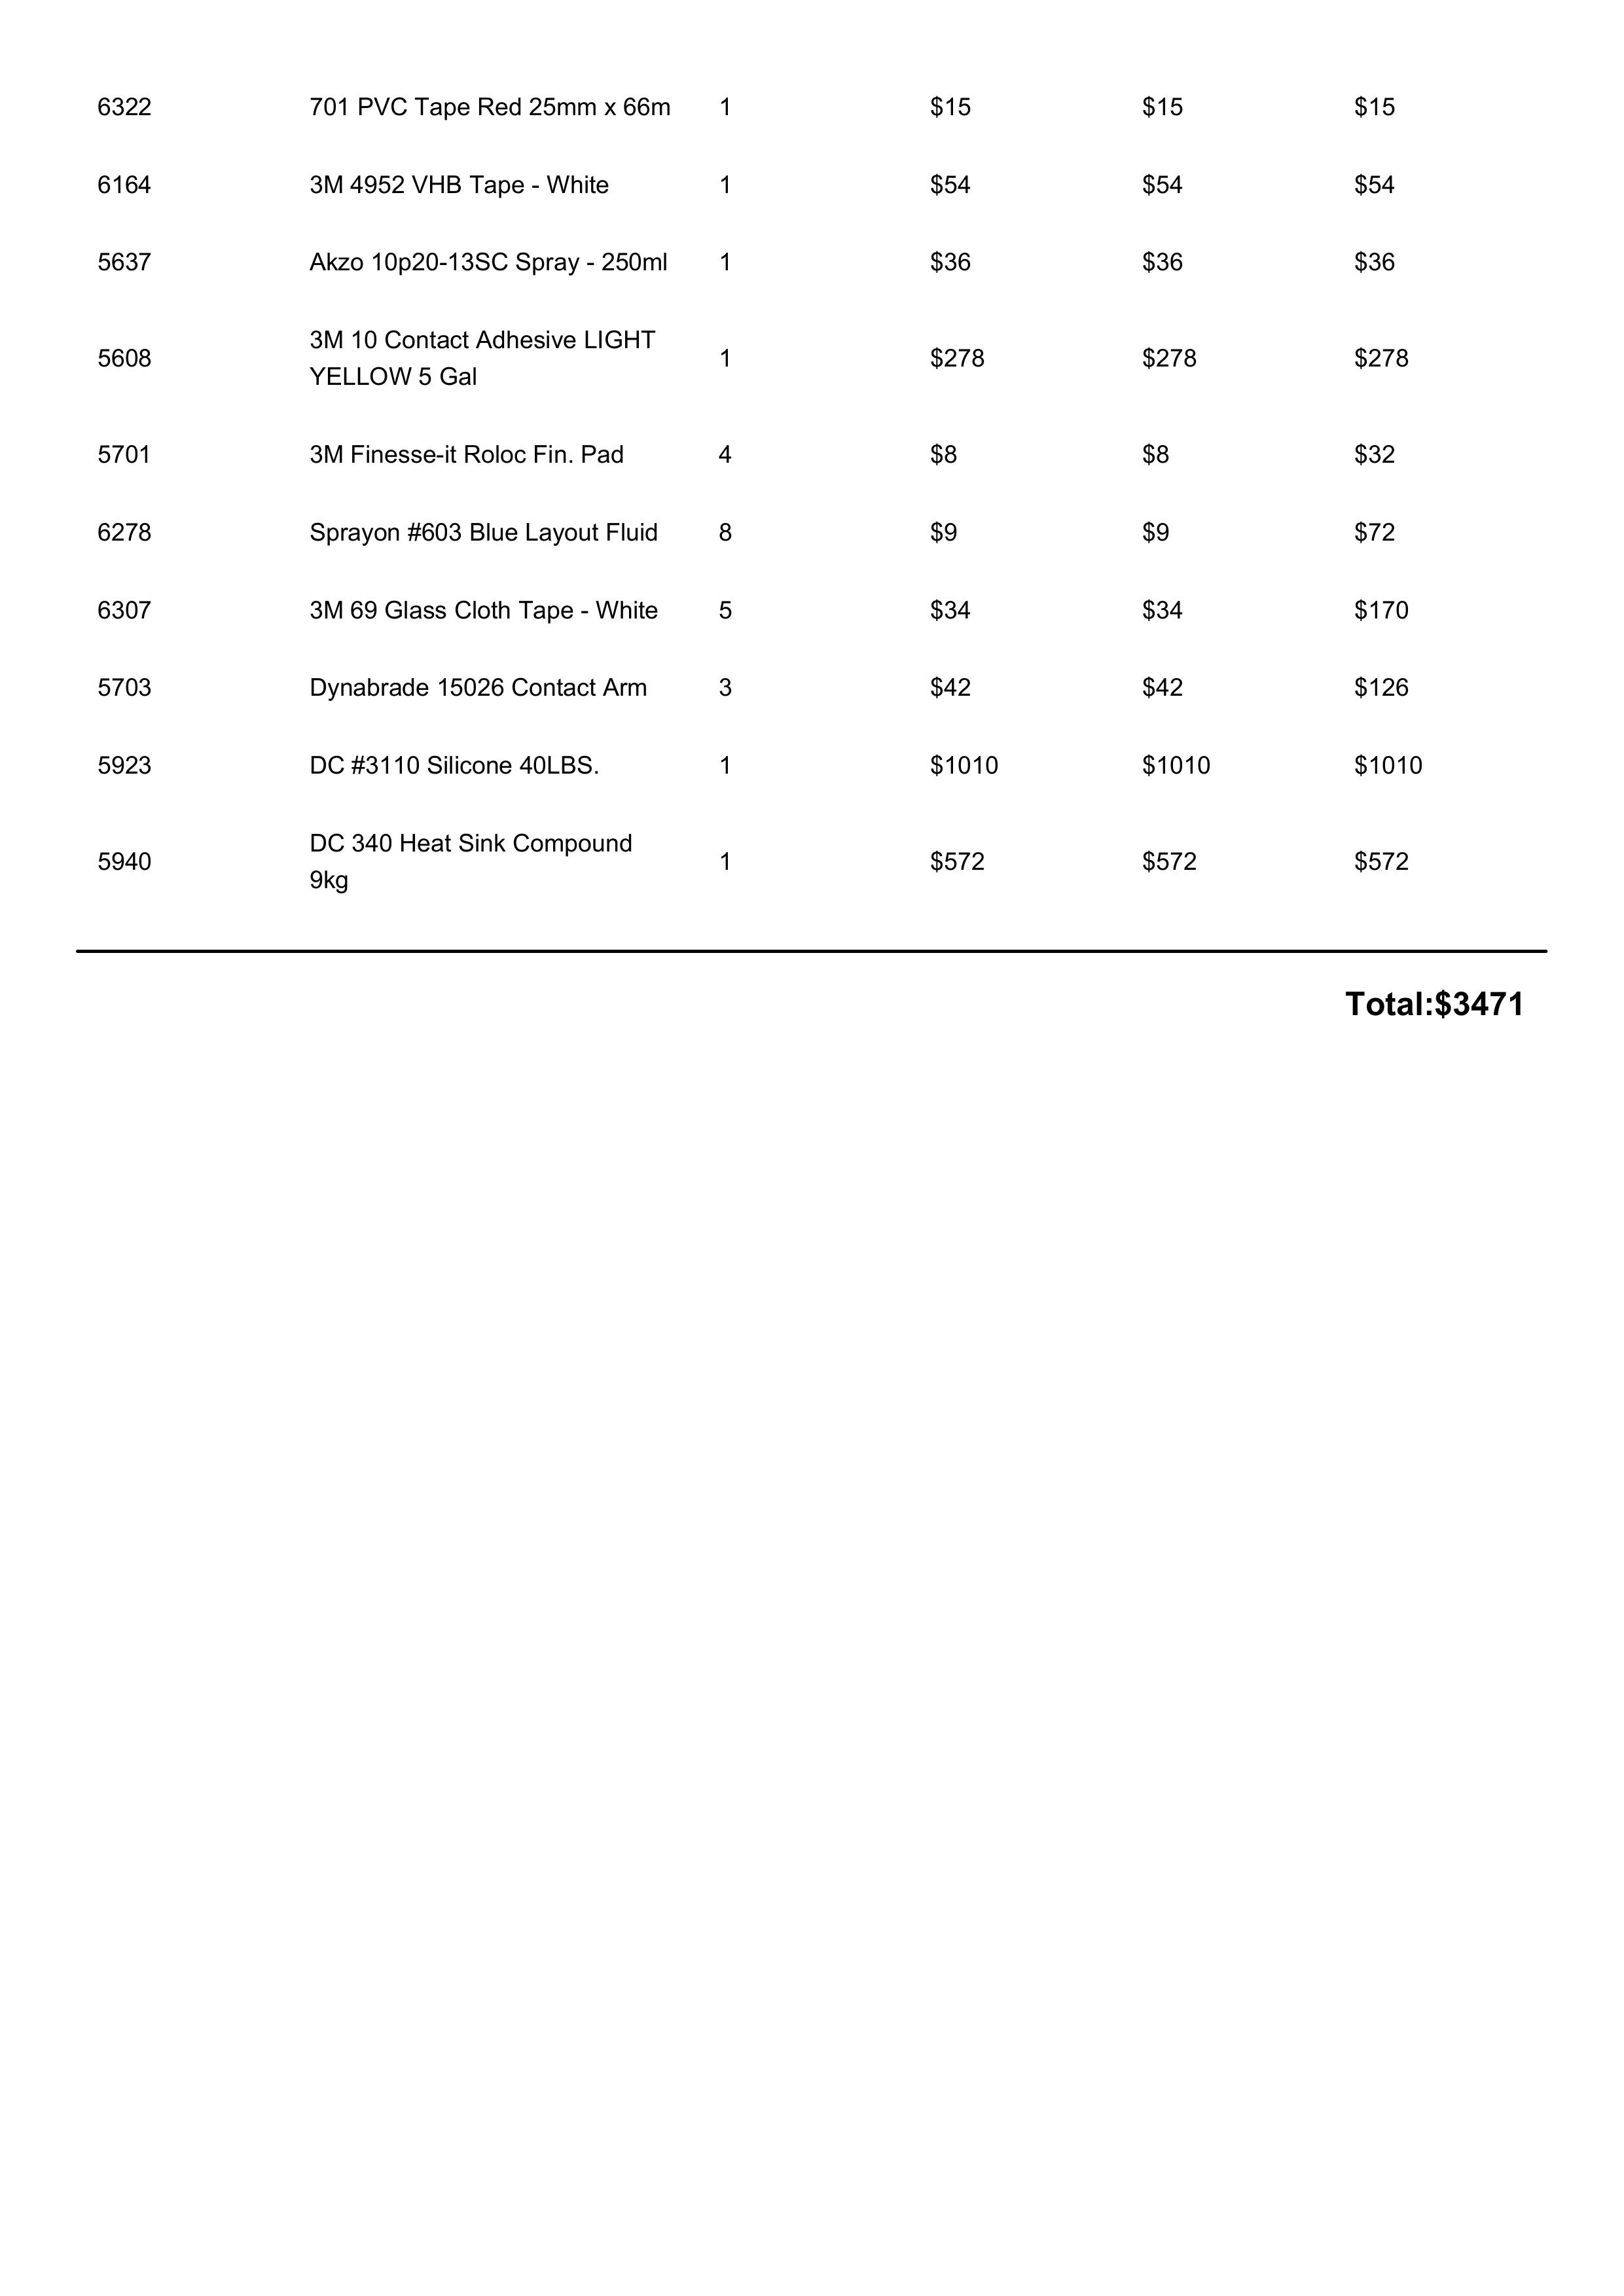 6322 701 PVC Tape Red 25mm x 66m 1 $15 $15 $15
6164 3M 4952 VHB Tape - White 1 $54 $54 $54
5637 Akzo 10p20-13SC Spray - 250ml 1 $36 $36 $36
5608 3M 10 Contact Adhesive LIGHT
YELLOW 5 Gal 1 $278 $278 $278
5701 3M Finesse-it Roloc Fin. Pad 4 $8 $8 $32
6278 Sprayon #603 Blue Layout Fluid 8 $9 $9 $72
6307 3M 69 Glass Cloth Tape - White 5 $34 $34 $170
5703 Dynabrade 15026 Contact Arm 3 $42 $42 $126
5923 DC #3110 Silicone 40LBS. 1 $1010 $1010 $1010
5940 DC 340 Heat Sink Compound
9kg 1 $572 $572 $572
Total:$3471